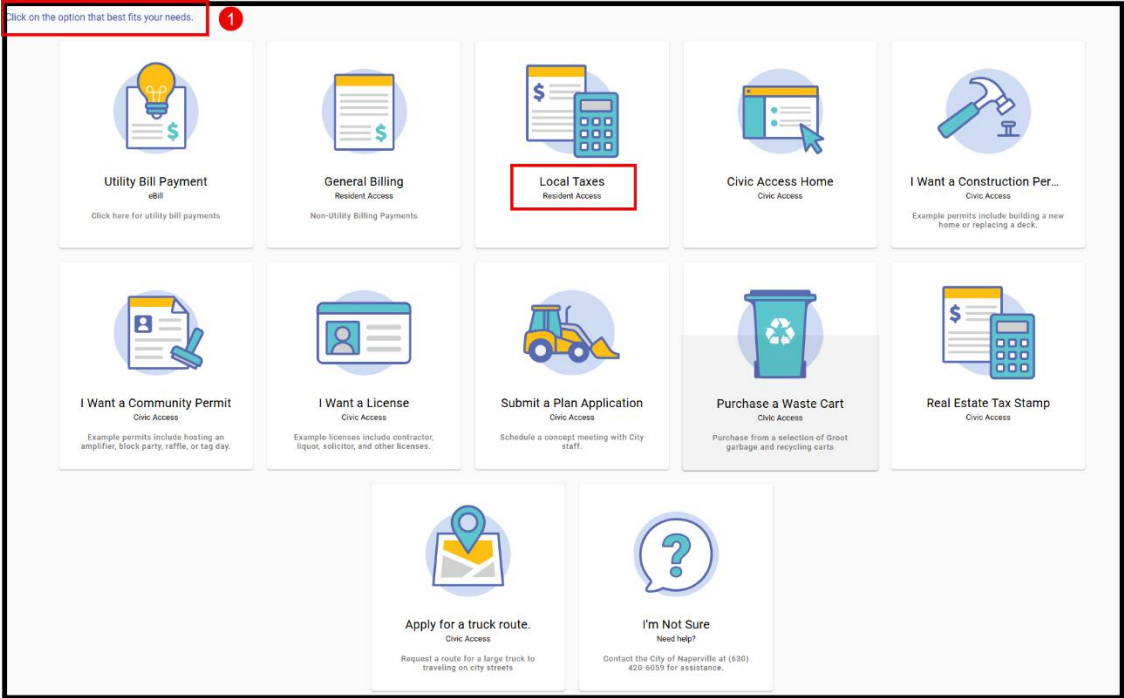 Click on the option that best fits your needs.
1
Utility Bill Payment
eBill
Click here for utility bill payments
General Billing
Resident Access
Non-Utility Billing Payments
$
Local Taxes
Resident Access
Civic Access Home
Civic Access
I Want a Construction Per...
Civic Access
Example permits include building a new
home or replacing a deck.
I Want a Community Permit
Civic Access
Example permits include hosting an
amplifier, block party, raffle, or tag day.
I Want a License
Civic Access
Example licenses include contractor,
liquor, solicitor, and other licenses.
Submit a Plan Application
Civic Access
Schedule a concept meeting with City
staff.
Purchase a Waste Cart
Civic Access
Purchase from a selection of Groot
garbage and recycling carts
$
Real Estate Tax Stamp
Civic Access
Apply for a truck route.
Civic Access
Request a route for a large truck to
traveling on city streets
?
I'm Not Sure
Need help?
Contact the City of Naperville at (630)
420-6059 for assistance.